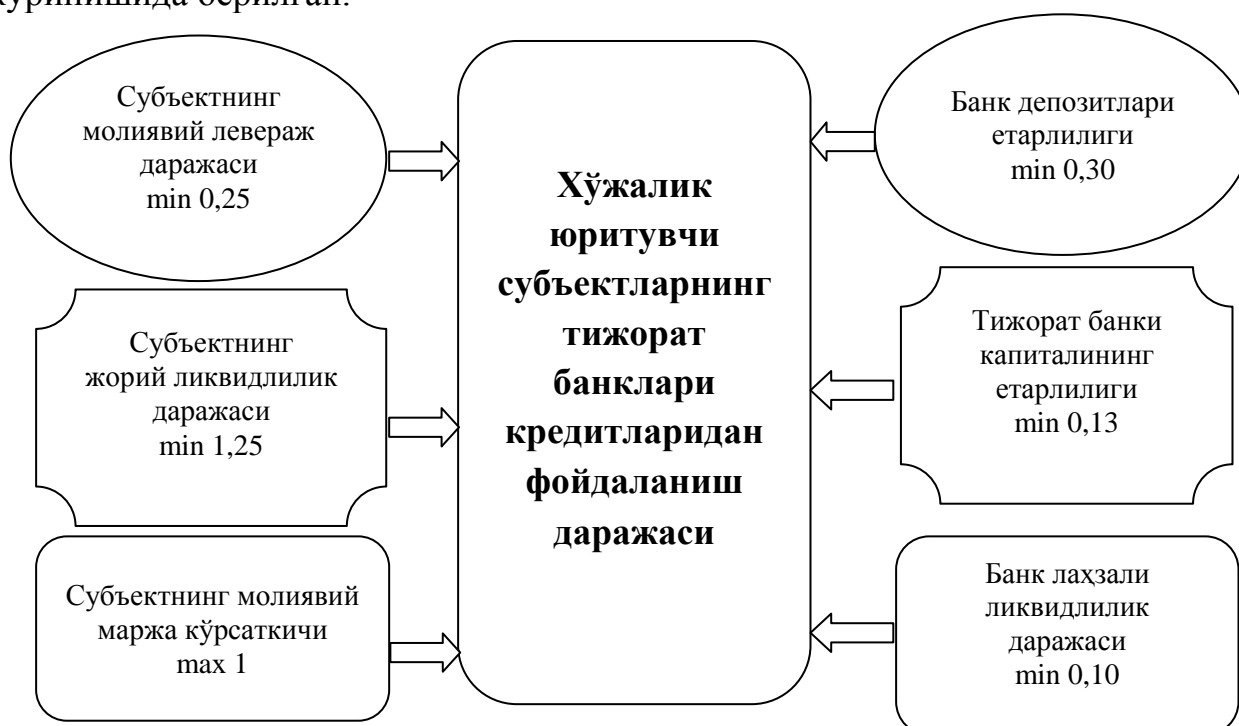 кўринишида берилган.
Субъектнинг
молиявий левераж
даражаси
min 0,25
Субъектнинг
жорий ликвидлилик
даражаси
min 1,25
Субъектнинг молиявий
маржа кўрсаткичи
max 1
Хўжалик
юритувчи
субъектларнинг
тижорат
банклари
кредитларидан
фойдаланиш
даражаси
Банк депозитлари
етарлилиги
min 0,30
Тижорат банки
капиталининг
етарлилиги
min 0,13
Банк лаҳзали
ликвидлилик
даражаси
min 0,10